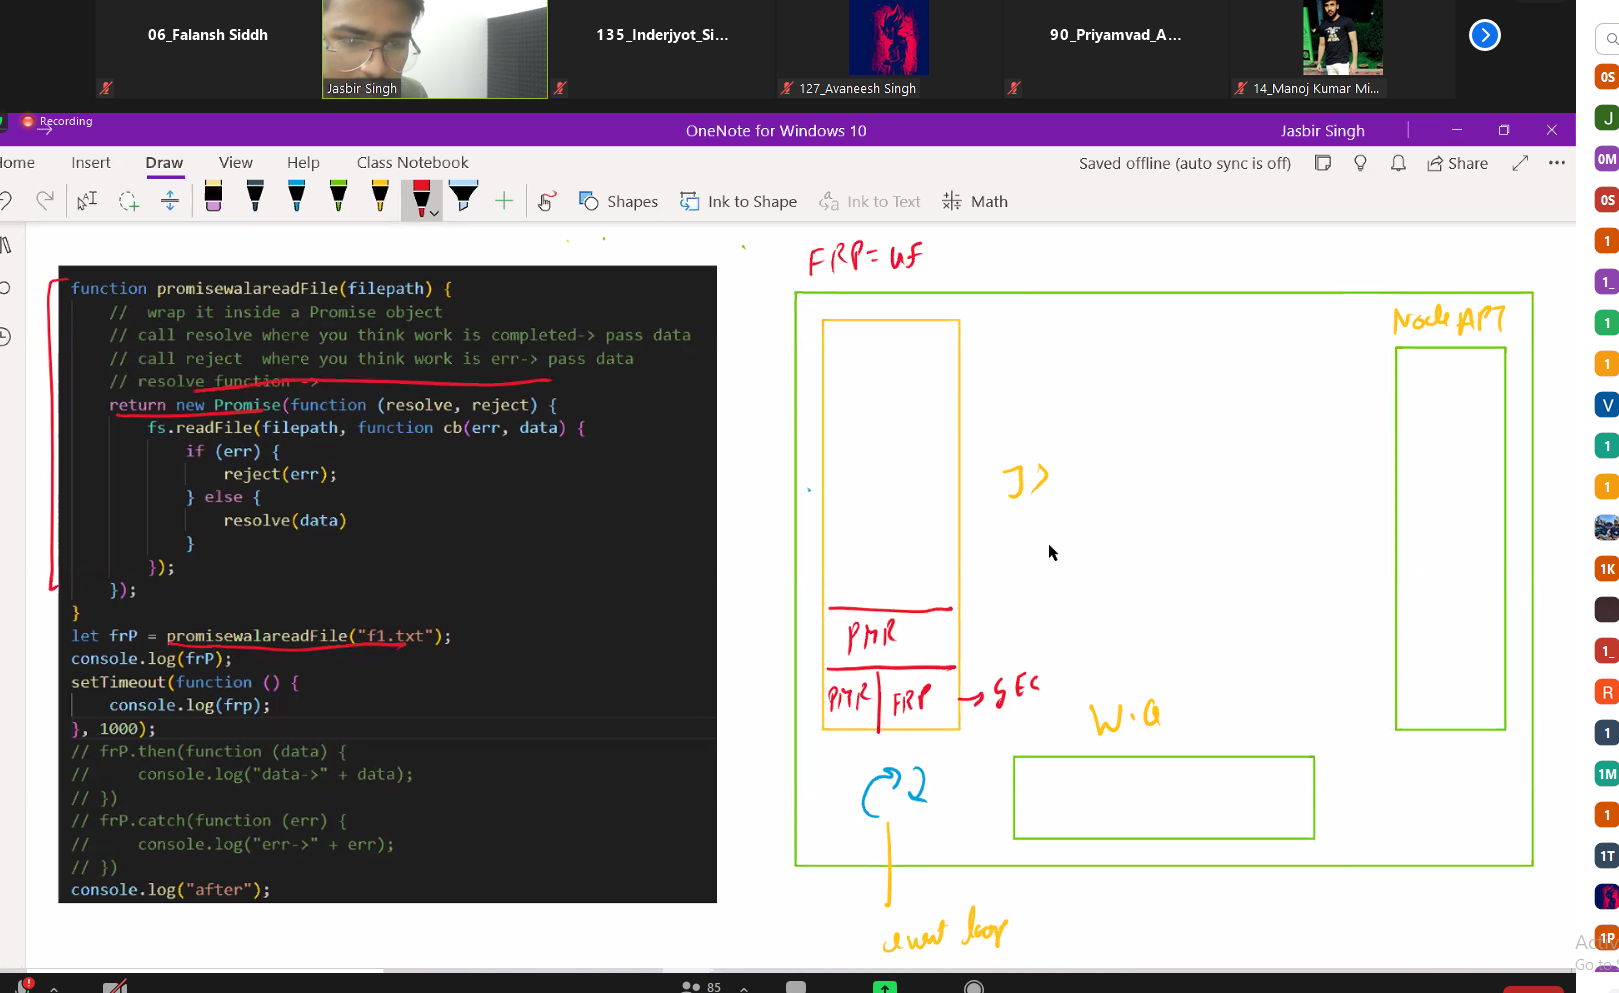 06_Falansh Siddh
135_Inderjyot_Si...
90_Priyamvad_A...
Jasbir Singh
127_Avaneesh Singh
14_Manoj Kumar Mi...
Recording
OneNote for Windows 10
Jasbir Singh
ome
Insert
Draw
View
Help
Class Notebook
Saved offline (auto sync is off)
Share
Shapes
Ink to Shape
Ink to Text
Math
FRP = uf
function promisewalareadFile(filepath) {
//  wrap it inside a Promise object
// call resolve where you think work is completed-> pass data
// call reject  where you think work is err-> pass data
// resolve function ->
return new Promise(function (resolve, reject) {
fs.readFile(filepath, function cb(err, data) {
if (err) {
reject(err);
} else {
resolve(data)
}
});
});
}
let frP = promisewalareadFile("f1.txt");
console.log(frP);
setTimeout(function () {
console.log(frp);
}, 1000);
// frP.then(function (data) {
//     console.log("data->" + data);
// })
// frP.catch(function (err) {
//     console.log("err->" + err);
// })
console.log("after");
Node API
PMR
PMR
FRP
GEC
W.Q
event loop
OS
J
0M
OS
1
1_
1
1
V
1
1
1K
1_
R
1
1M
1
1T
1P
Go to
85